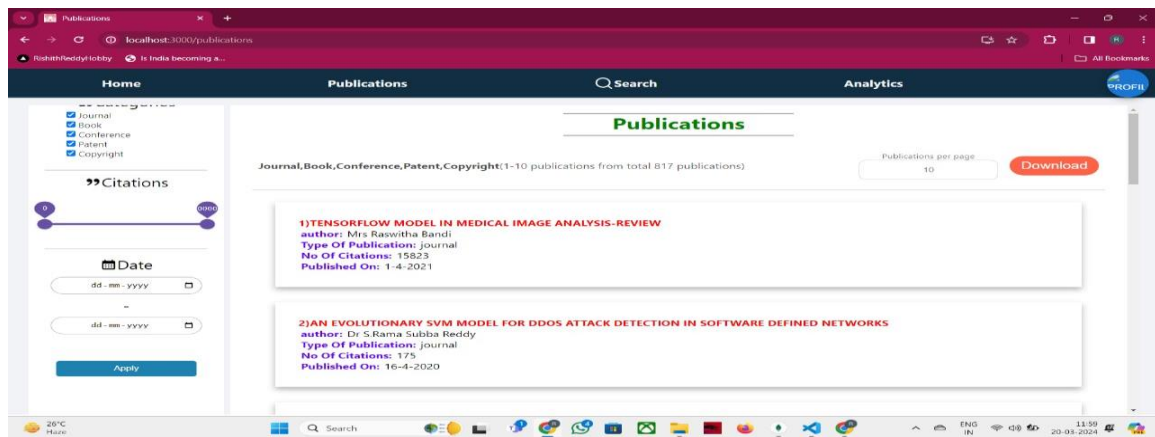 Publications
localhost:3000/publications
RishithReddyHobby Is India becoming a... All Bookmarks
Home Publications Search Analytics PROFIL
Categories
Journal
Book
Conference
Patent
Copyright
Citations
0
Date
dd-mm-yyyy
-
dd-mm-yyyy
Apply
Publications
Journal,Book,Conference,Patent,Copyright(1-10 publications from total 817 publications)
Publications per page
10
Download
1)TENSORFLOW MODEL IN MEDICAL IMAGE ANALYSIS-REVIEW
author: Mrs Raswitha Bandi
Type Of Publication: journal
No Of Citations: 15823
Published On: 1-4-2021
2)AN EVOLUTIONARY SVM MODEL FOR DDOS ATTACK DETECTION IN SOFTWARE DEFINED NETWORKS
author: Dr S.Rama Subba Reddy
Type Of Publication: journal
No Of Citations: 175
Published On: 16-4-2020
26°C
Haze
Search
ENG
IN
11:59
20-03-2024